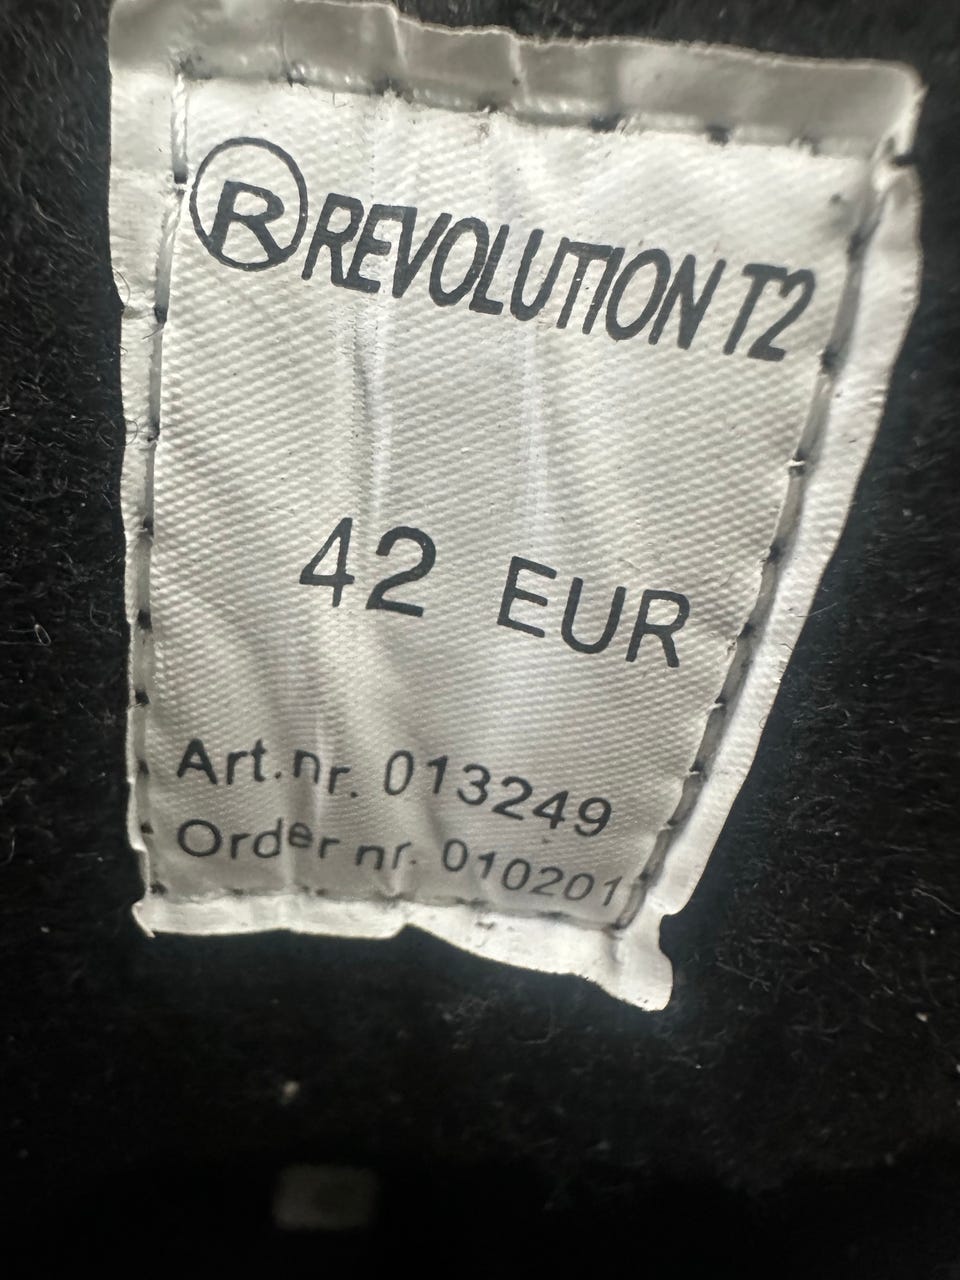 ® REVOLUTION T2
42 EUR
Art.nr. 013249
Order nr. 010201